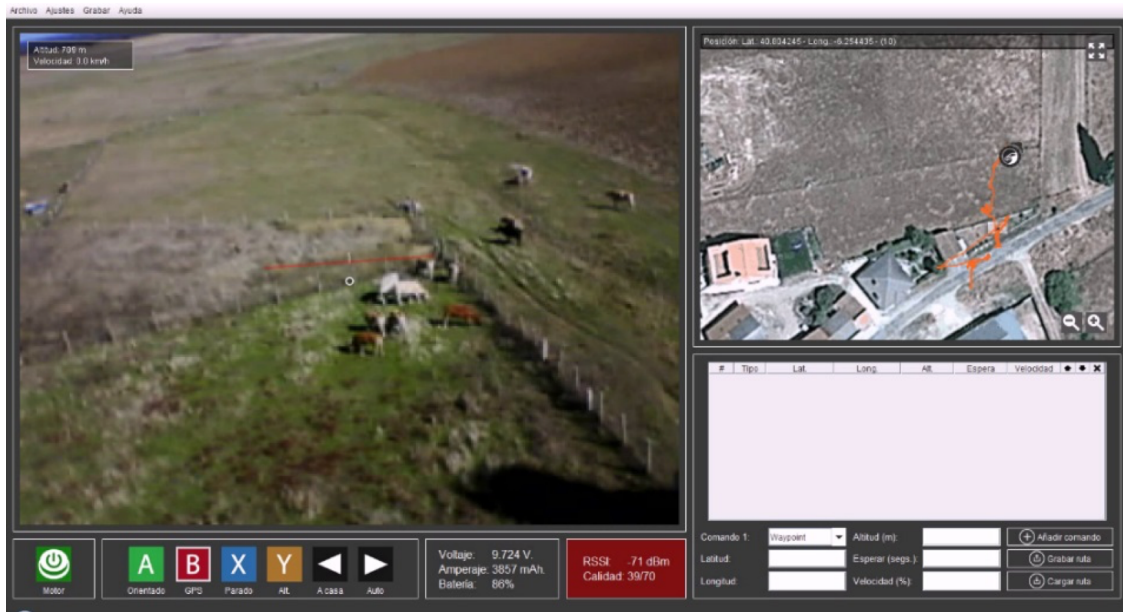 Archivo Ajustes Grabar Ayuda
Altitud: 709 m
Velocidad: 0.0 km/h
Posición: Lat.: 40.834245 - Long.: -6.254435 - (10)
# Tipo Lat. Long. Alt. Espera Velocidad
Comando 1: Waypoint Altitud (m): Añadir comando
Latitud: Esperar (segs.): Grabar ruta
Longitud: Velocidad (%): Cargar ruta
Motor
A B X Y
Orientado GPS Parado Alt. A casa Auto
Voltaje: 9.724 V.
Amperaje: 3857 mAh.
Batería: 86%
RSSI: -71 dBm
Calidad: 39/70